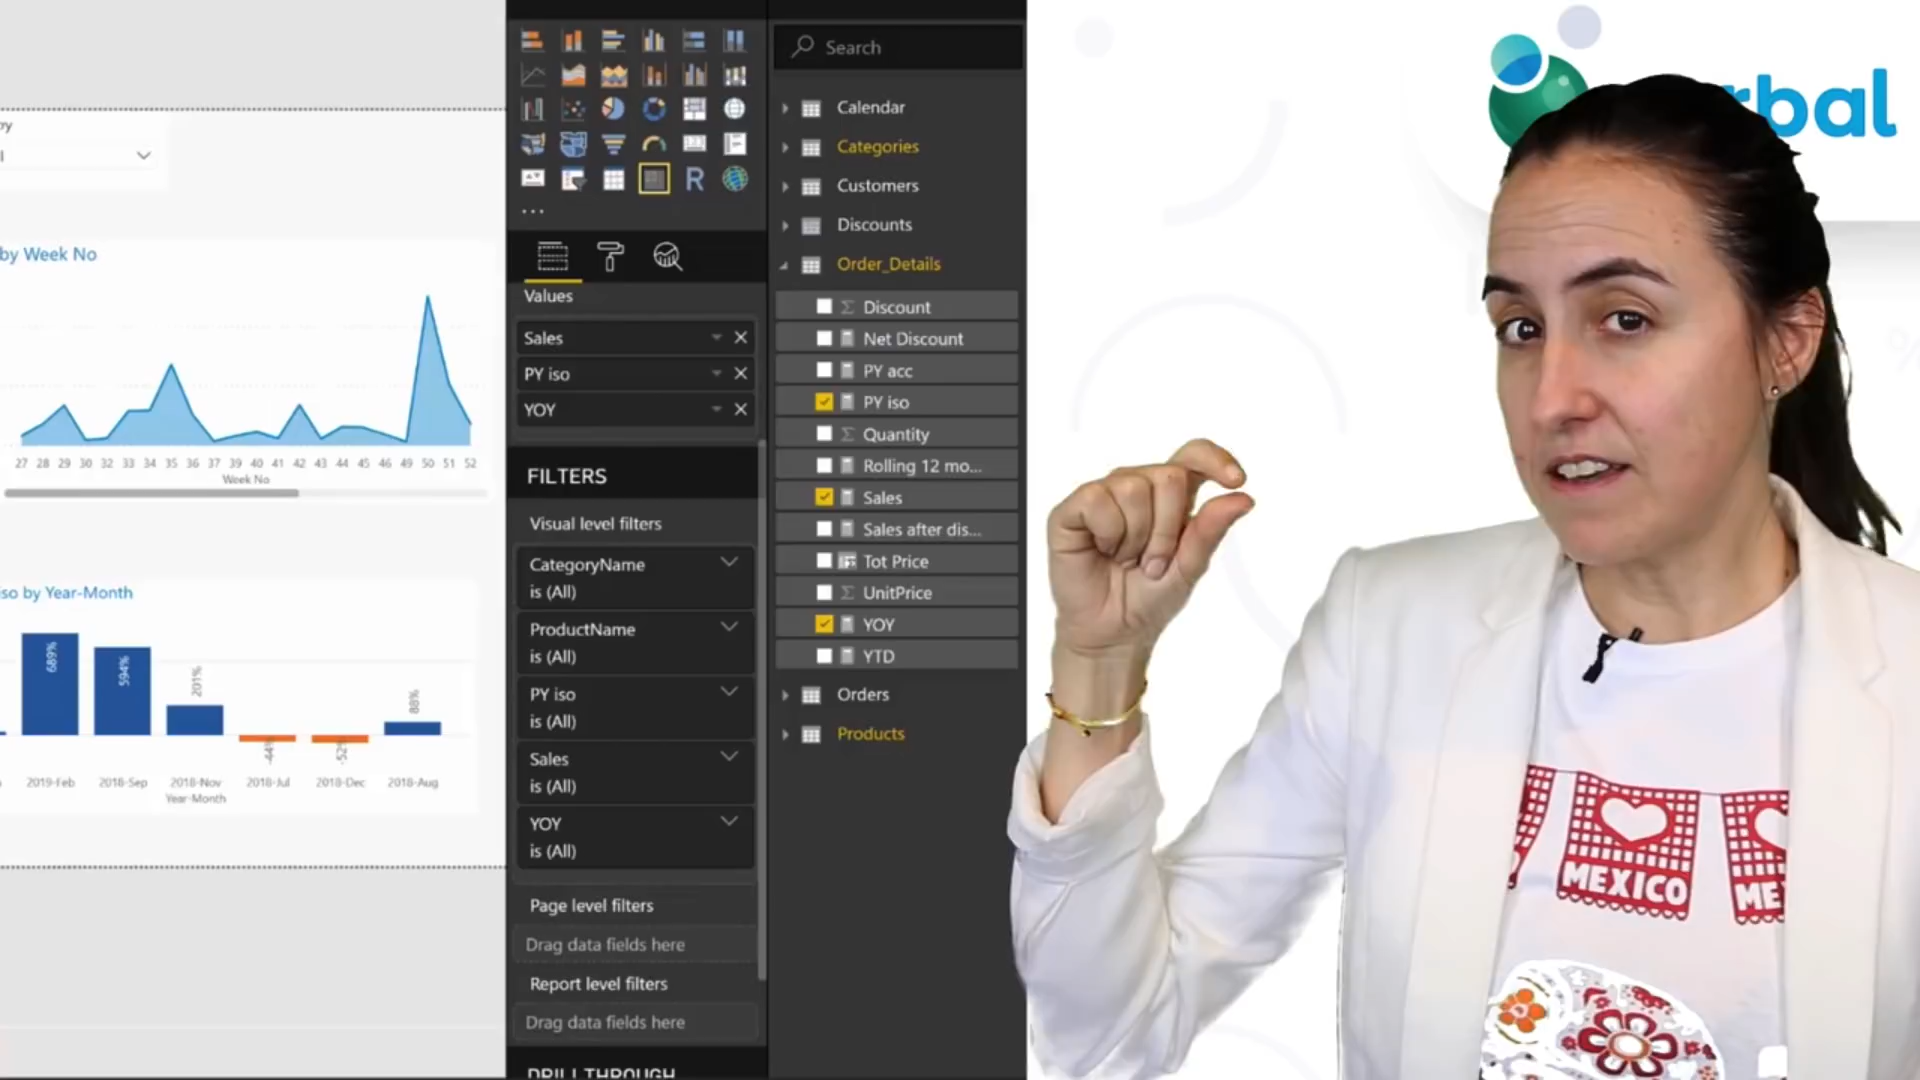 ry
l
by Week No
27 28 29 30 32 33 34 35 36 37 39 40 41 42 43 44 45 46 49 50 51 52
Week No
iso by Year-Month
689%
594%
201%
-44%
-52%
88%
2019-Feb 2018-Sep 2018-Nov 2018-Jul 2018-Dec 2018-Aug
Year-Month
R
...
Values
Sales
PY iso
YOY
FILTERS
Visual level filters
CategoryName
is (All)
ProductName
is (All)
PY iso
is (All)
Sales
is (All)
YOY
is (All)
Page level filters
Drag data fields here
Report level filters
Drag data fields here
DRILLTHROUGH
Search
Calendar
Categories
Customers
Discounts
Order_Details
Discount
Net Discount
PY acc
PY iso
Quantity
Rolling 12 mo...
Sales
Sales after dis...
Tot Price
UnitPrice
YOY
YTD
Orders
Products
rbal
MEXICO
ME